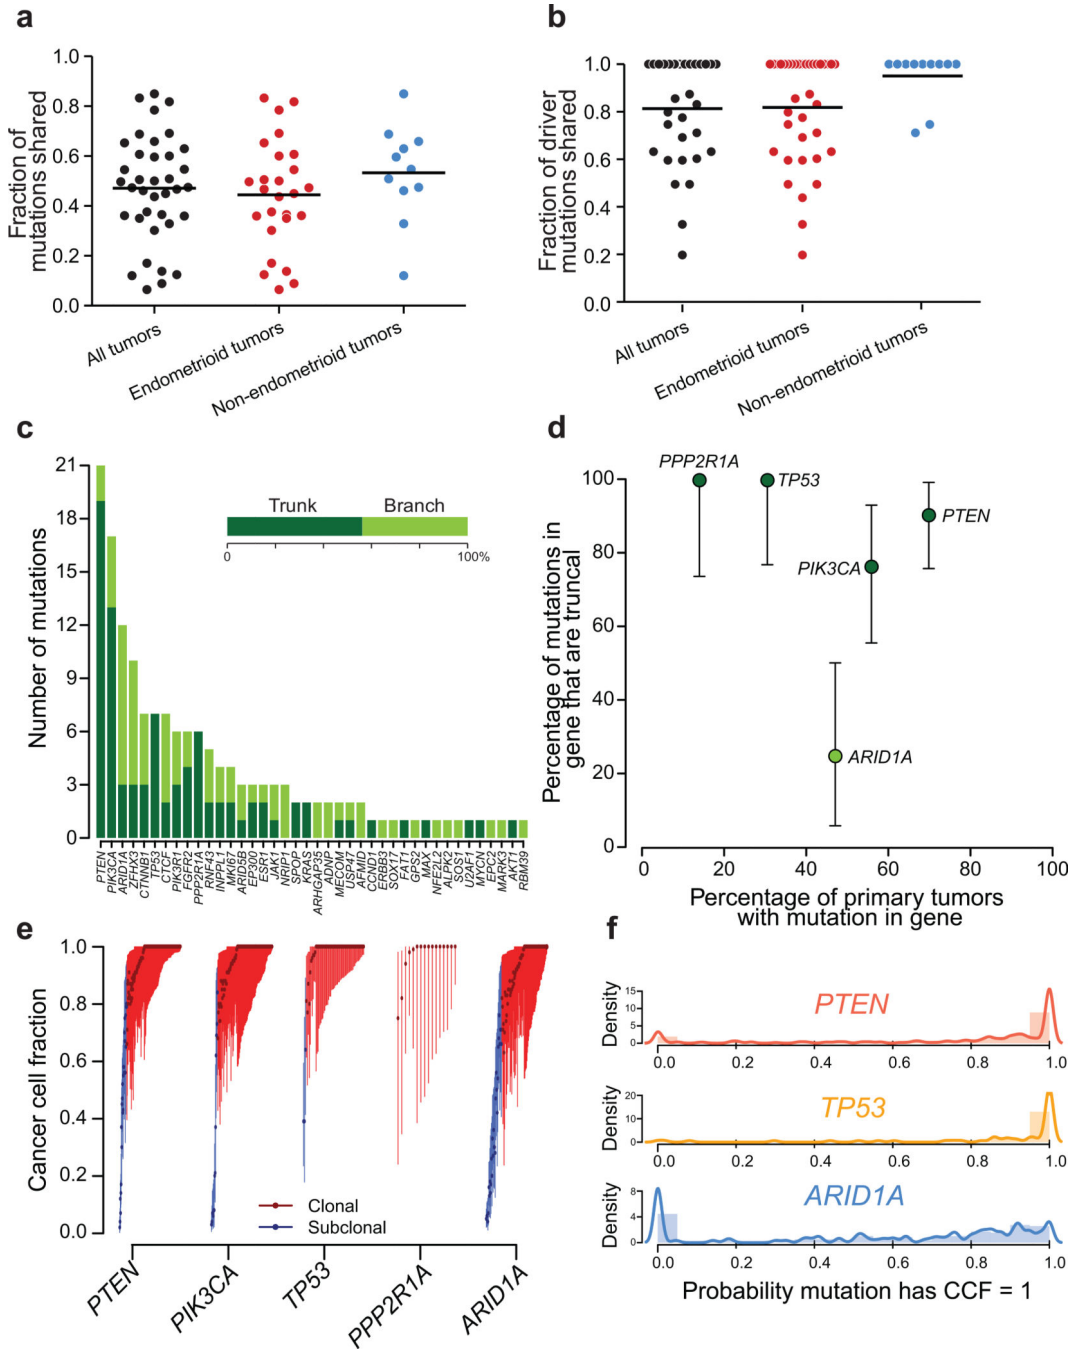 a
Fraction of
mutations shared
1.0
0.8
0.6
0.4
0.2
0.0
All tumors
Endometrioid tumors
Non-endometrioid tumors
b
Fraction of driver
mutations shared
1.0
0.8
0.6
0.4
0.2
0.0
All tumors
Endometrioid tumors
Non-endometrioid tumors
c
Number of mutations
21
18
15
12
9
6
3
0
Trunk
Branch
0
100%
PTEN
PIK3CA
ARID1A
ZFHX3
CTNNB1
TP53
CTCF
PIK3R1
FGFR2
PPP2R1A
RNF43
INPPL1
MKI67
ARID5B
EP300
ESR1
JAK1
NRIP1
SPOP
KRAS
ARHGAP35
ADNP
MECOM
USP47
AFMID
CCND1
ERBB3
SOX17
FAT1
GPS2
MAX
NFE2L2
ALPK2
SOS1
U2AF1
MYCN
EPC2
MARK3
AKT1
RBM39
d
Percentage of mutations in
gene that are truncal
100
80
60
40
20
0
PPP2R1A
TP53
PTEN
PIK3CA
ARID1A
0 20 40 60 80 100
Percentage of primary tumors
with mutation in gene
e
Cancer cell fraction
1.0
0.8
0.6
0.4
0.2
0.0
Clonal
Subclonal
PTEN
PIK3CA
TP53
PPP2R1A
ARID1A
f
Density
15
10
5
0
PTEN
0.0 0.2 0.4 0.6 0.8 1.0
Density
20
10
0
TP53
0.0 0.2 0.4 0.6 0.8 1.0
Density
8
4
0
ARID1A
0.0 0.2 0.4 0.6 0.8 1.0
Probability mutation has CCF = 1